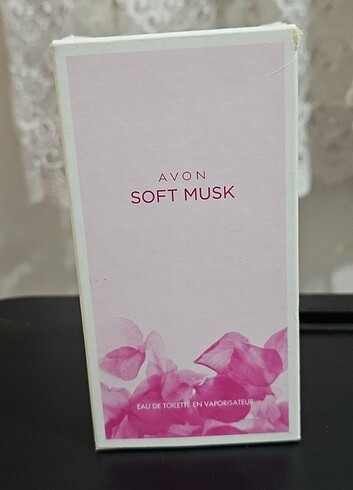 AVON
SOFT MUSK
EAU DE TOILETTE EN VAPORISATEUR